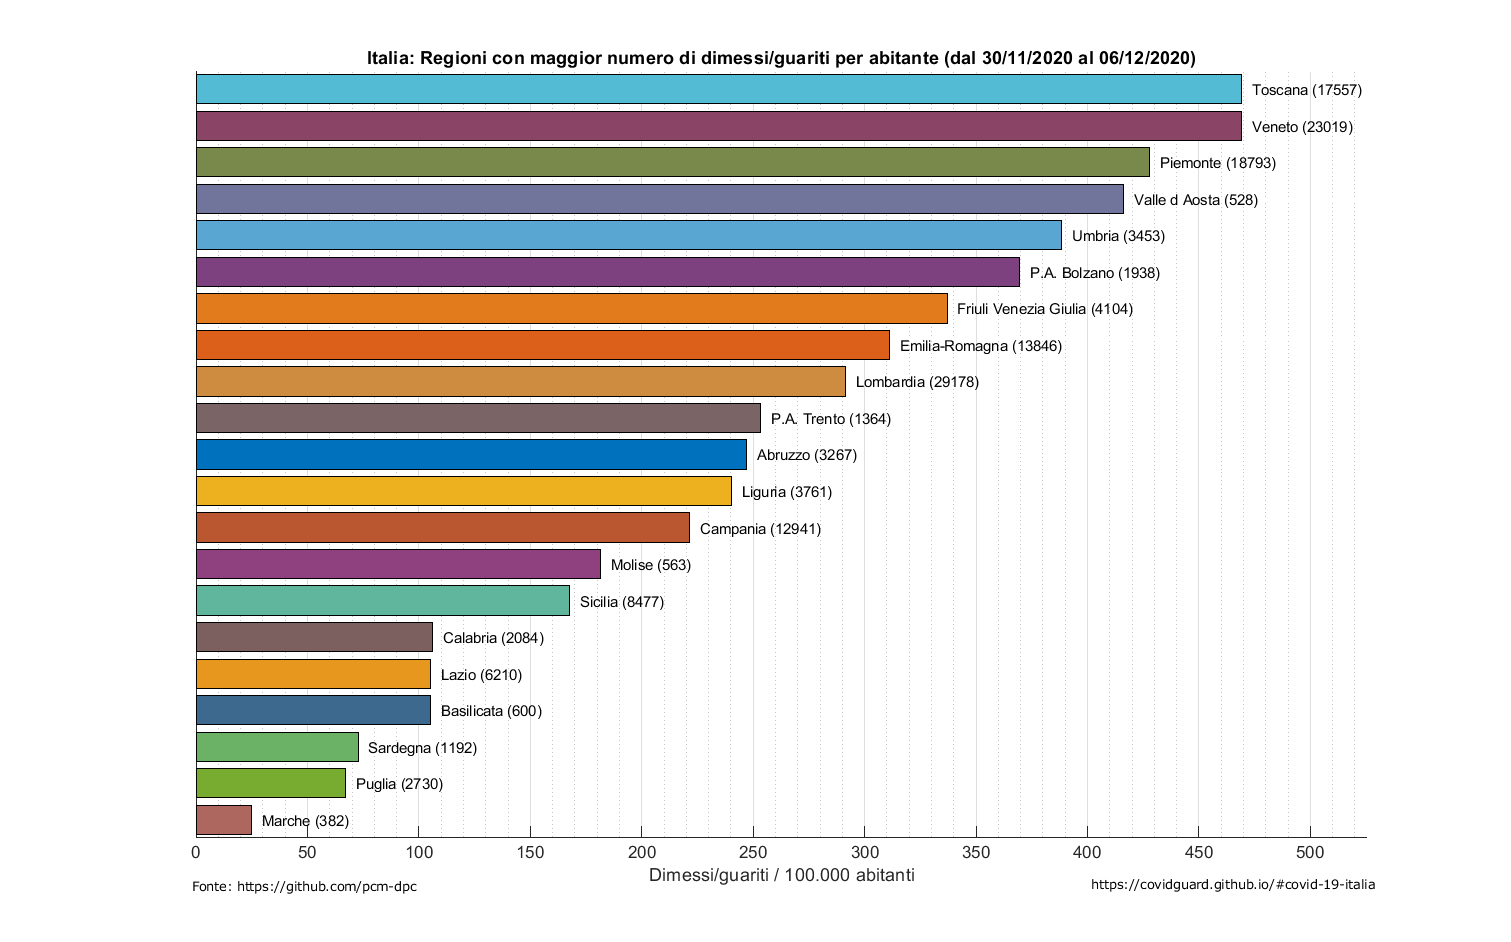 Italia: Regioni con maggior numero di dimessi/guariti per abitante (dal 30/11/2020 al 06/12/2020)
Toscana (17557)
Veneto (23019)
Piemonte (18793)
Valle d Aosta (528)
Umbria (3453)
P.A. Bolzano (1938)
Friuli Venezia Giulia (4104)
Emilia-Romagna (13846)
Lombardia (29178)
P.A. Trento (1364)
Abruzzo (3267)
Liguria (3761)
Campania (12941)
Molise (563)
Sicilia (8477)
Calabria (2084)
Lazio (6210)
Basilicata (600)
Sardegna (1192)
Puglia (2730)
Marche (382)
0 50 100 150 200 250 300 350 400 450 500
Dimessi/guariti / 100.000 abitanti
Fonte: https://github.com/pcm-dpc
https://covidguard.github.io/#covid-19-italia